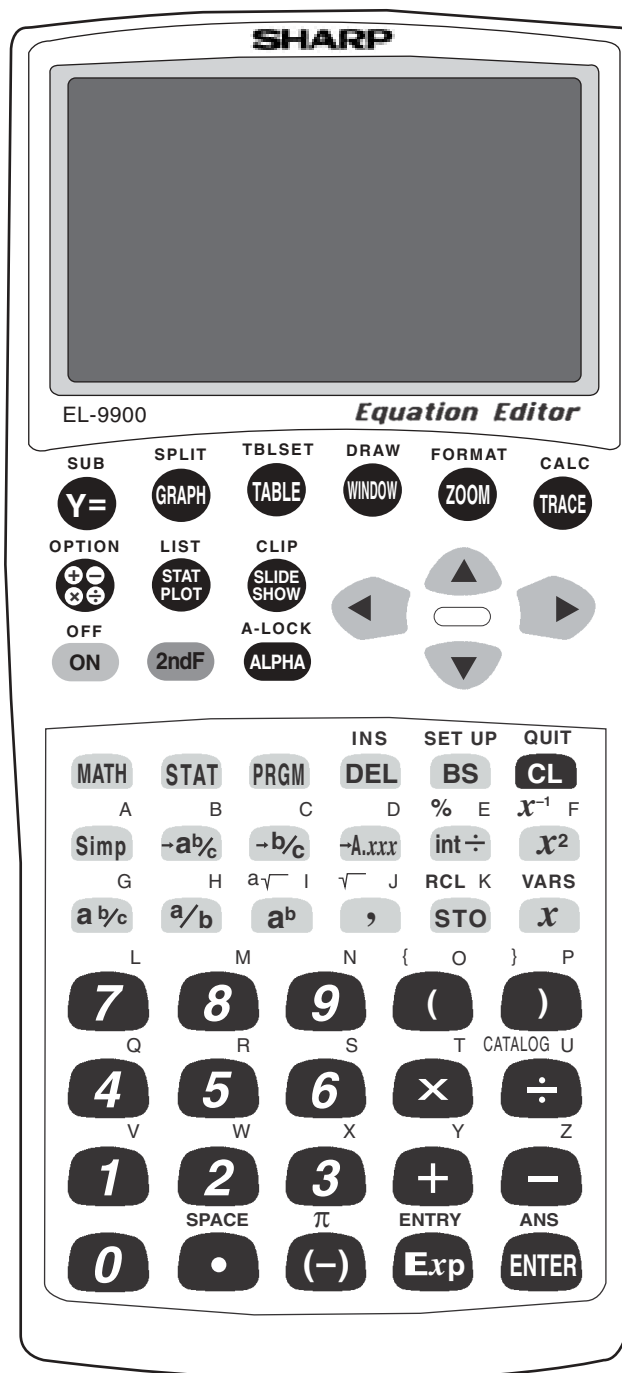 SHARP
EL-9900 Equation Editor
SUB SPLIT TBLSET DRAW FORMAT CALC
Y= GRAPH TABLE WINDOW ZOOM TRACE
OPTION LIST CLIP
+ − × ÷ STAT PLOT SLIDE SHOW ◀ ▲ ▶
OFF A-LOCK
ON 2ndF ALPHA ▼
INS SET UP QUIT
MATH STAT PRGM DEL BS CL
A B C D % E x⁻¹ F
Simp →ab/c →b/c →A.xxx int÷ x²
G H a√ I √ J RCL K VARS
a b/c a/b aᵇ , STO x
L M N { O } P
7 8 9 ( )
Q R S T CATALOG U
4 5 6 × ÷
V W X Y Z
1 2 3 + −
SPACE π ENTRY ANS
0 • (−) Exp ENTER